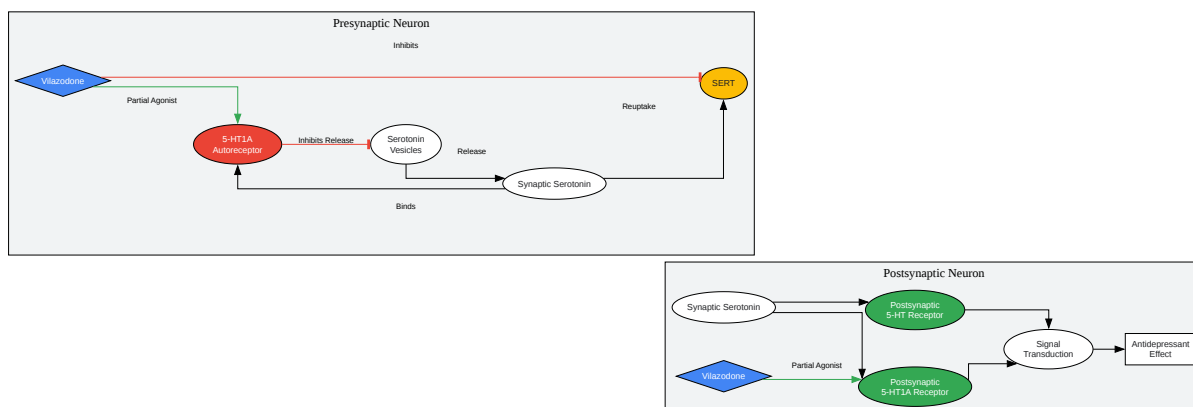 Presynaptic Neuron
Inhibits
Vilazodone
SERT
Partial Agonist
Reuptake
5-HT1A
Autoreceptor
Inhibits Release
Serotonin
Vesicles
Release
Synaptic Serotonin
Binds
Postsynaptic Neuron
Synaptic Serotonin
Postsynaptic
5-HT Receptor
Signal
Transduction
Antidepressant
Effect
Vilazodone
Partial Agonist
Postsynaptic
5-HT1A Receptor